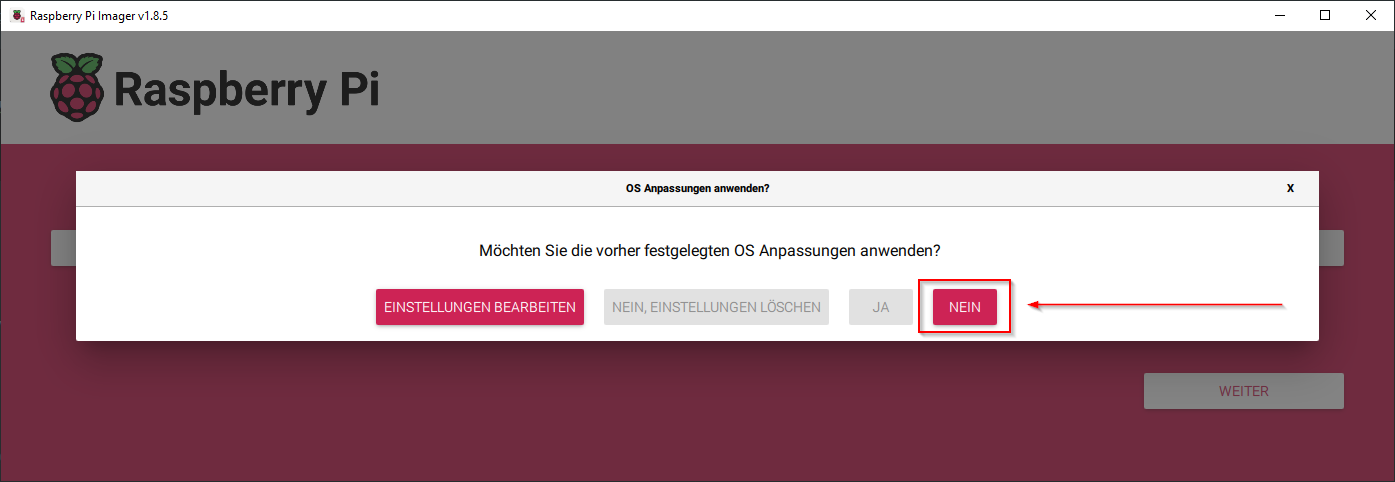 Raspberry Pi Imager v1.8.5
Raspberry Pi
OS Anpassungen anwenden?
X
Möchten Sie die vorher festgelegten OS Anpassungen anwenden?
EINSTELLUNGEN BEARBEITEN
NEIN, EINSTELLUNGEN LÖSCHEN
JA
NEIN
WEITER